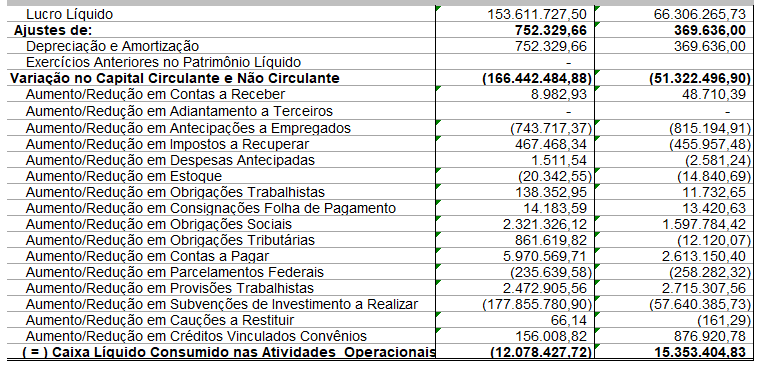 Lucro Líquido 153.611.727,50 66.306.265,73
Ajustes de: 752.329,66 369.636,00
Depreciação e Amortização 752.329,66 369.636,00
Exercícios Anteriores no Patrimônio Líquido -
Variação no Capital Circulante e Não Circulante (166.442.484,88) (51.322.496,90)
Aumento/Redução em Contas a Receber 8.982,93 48.710,39
Aumento/Redução em Adiantamento a Terceiros - -
Aumento/Redução em Antecipações a Empregados (743.717,37) (815.194,91)
Aumento/Redução em Impostos a Recuperar 467.468,34 (455.957,48)
Aumento/Redução em Despesas Antecipadas 1.511,54 (2.581,24)
Aumento/Redução em Estoque (20.342,55) (14.840,69)
Aumento/Redução em Obrigações Trabalhistas 138.352,95 11.732,65
Aumento/Redução em Consignações Folha de Pagamento 14.183,59 13.420,63
Aumento/Redução em Obrigações Sociais 2.321.326,12 1.597.784,42
Aumento/Redução em Obrigações Tributárias 861.619,82 (12.120,07)
Aumento/Redução em Contas a Pagar 5.970.569,71 2.613.150,40
Aumento/Redução em Parcelamentos Federais (235.639,58) (258.282,32)
Aumento/Redução em Provisões Trabalhistas 2.472.905,56 2.715.307,56
Aumento/Redução em Subvenções de Investimento a Realizar (177.855.780,90) (57.640.385,73)
Aumento/Redução em Cauções a Restituir 66,14 (161,29)
Aumento/Redução em Créditos Vinculados Convênios 156.008,82 876.920,78
( = ) Caixa Líquido Consumido nas Atividades Operacionais (12.078.427,72) 15.353.404,83